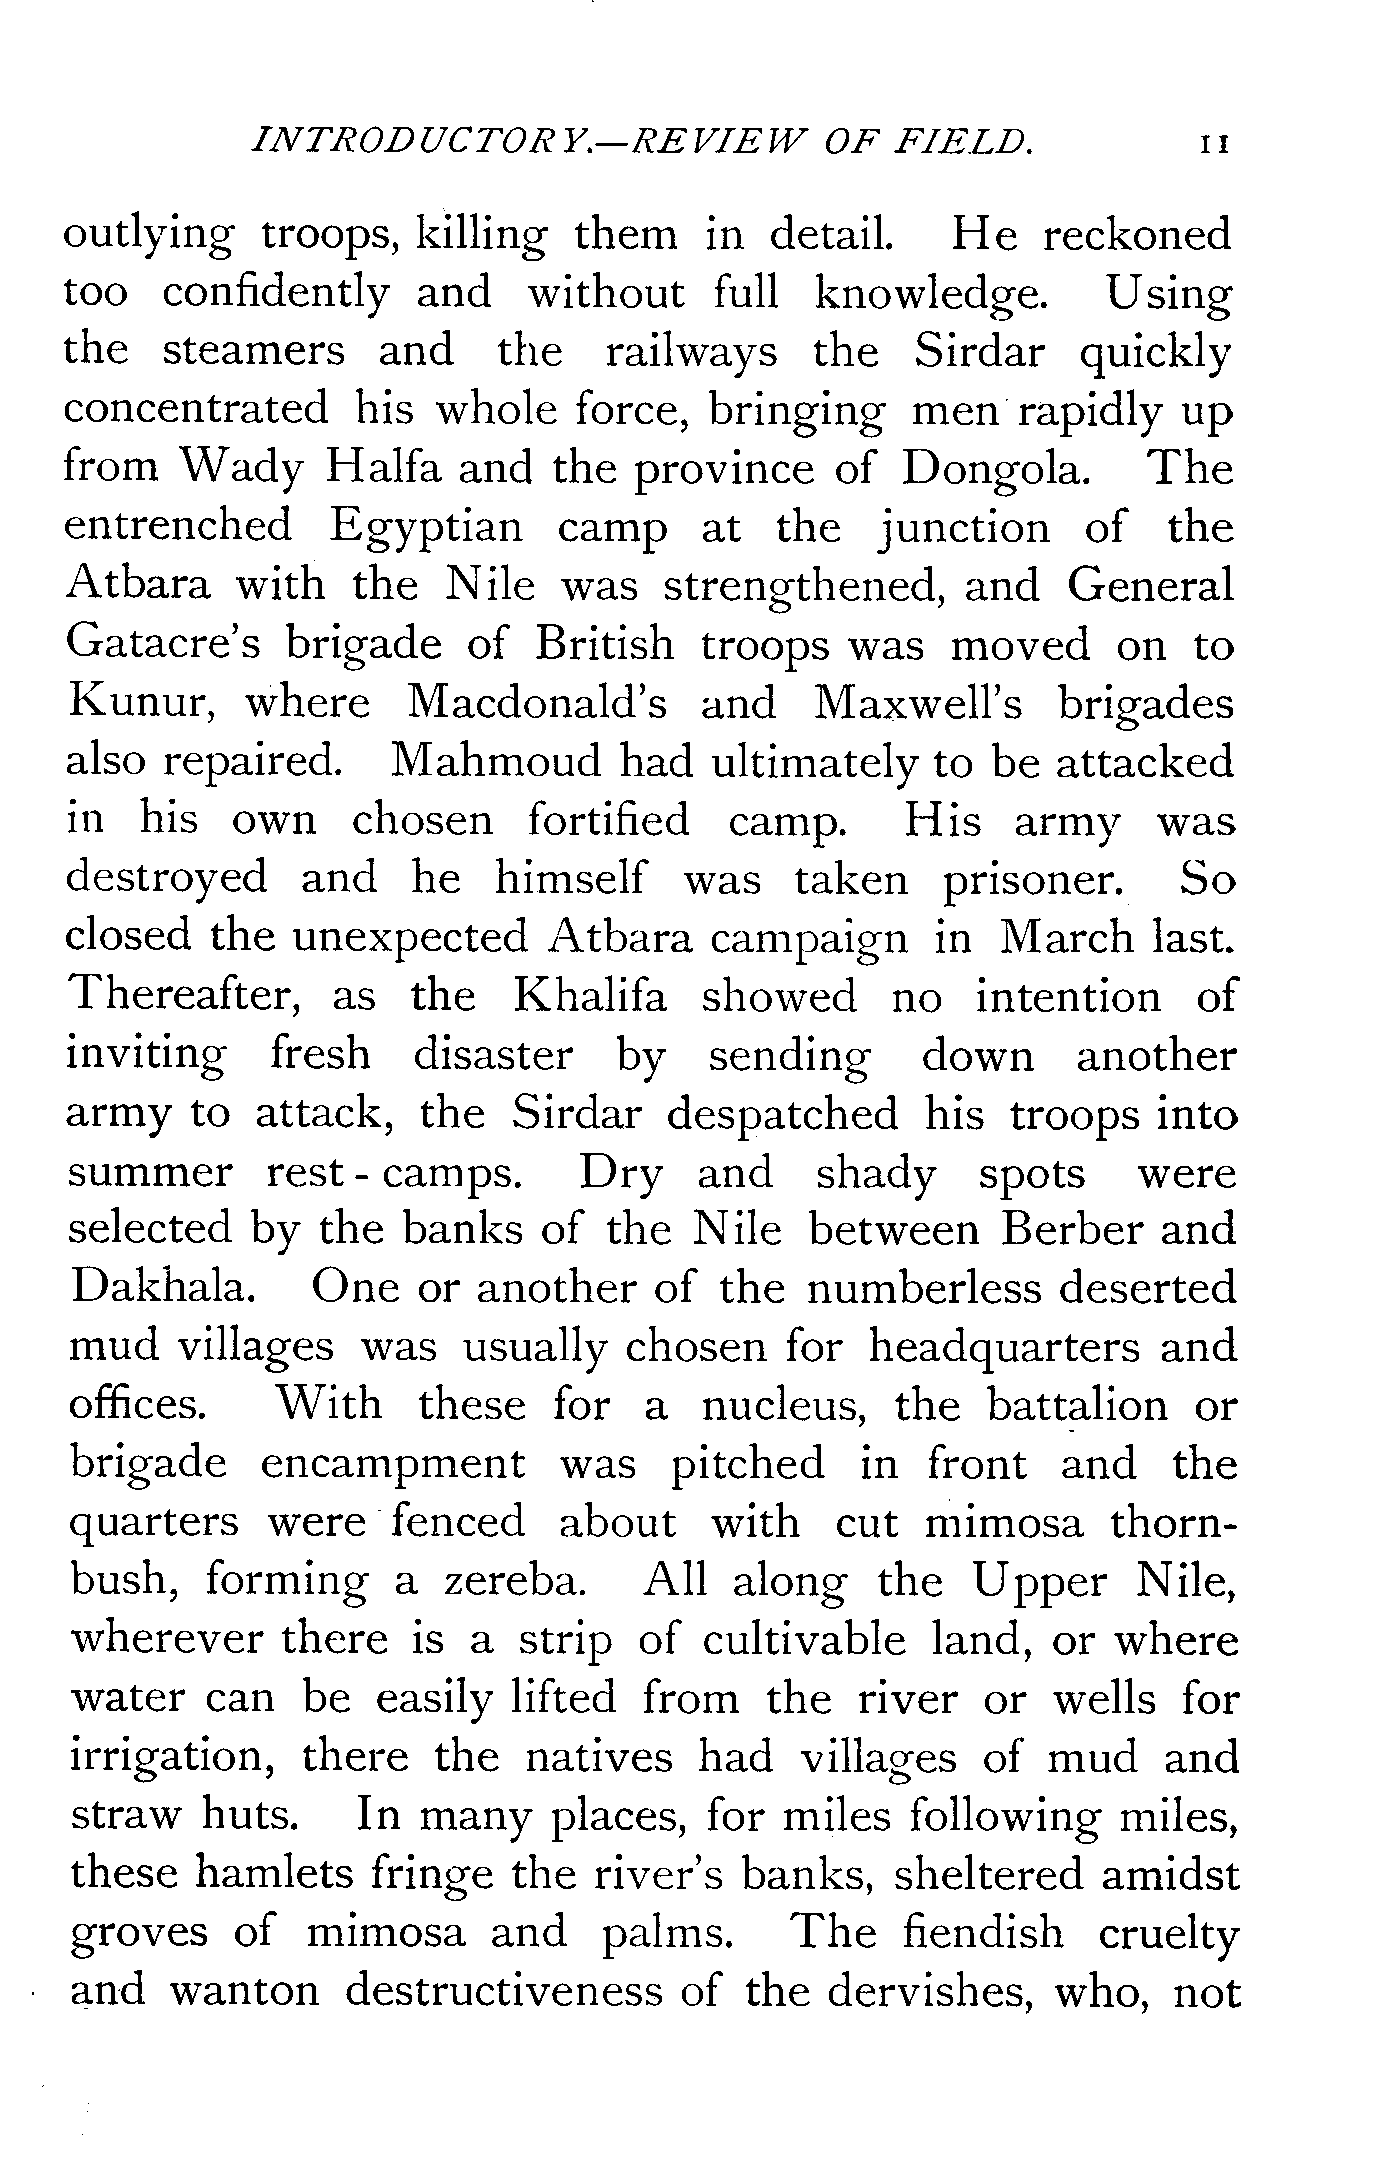 INTRODUCTORY.—REVIEW OF FIELD. 11
outlying troops, killing them in detail. He reckoned
too confidently and without full knowledge. Using
the steamers and the railways the Sirdar quickly
concentrated his whole force, bringing men rapidly up
from Wady Halfa and the province of Dongola. The
entrenched Egyptian camp at the junction of the
Atbara with the Nile was strengthened, and General
Gatacre's brigade of British troops was moved on to
Kunur, where Macdonald's and Maxwell's brigades
also repaired. Mahmoud had ultimately to be attacked
in his own chosen fortified camp. His army was
destroyed and he himself was taken prisoner. So
closed the unexpected Atbara campaign in March last.
Thereafter, as the Khalifa showed no intention of
inviting fresh disaster by sending down another
army to attack, the Sirdar despatched his troops into
summer rest-camps. Dry and shady spots were
selected by the banks of the Nile between Berber and
Dakhala. One or another of the numberless deserted
mud villages was usually chosen for headquarters and
offices. With these for a nucleus, the battalion or
brigade encampment was pitched in front and the
quarters were fenced about with cut mimosa thorn-
bush, forming a zereba. All along the Upper Nile,
wherever there is a strip of cultivable land, or where
water can be easily lifted from the river or wells for
irrigation, there the natives had villages of mud and
straw huts. In many places, for miles following miles,
these hamlets fringe the river's banks, sheltered amidst
groves of mimosa and palms. The fiendish cruelty
and wanton destructiveness of the dervishes, who, not